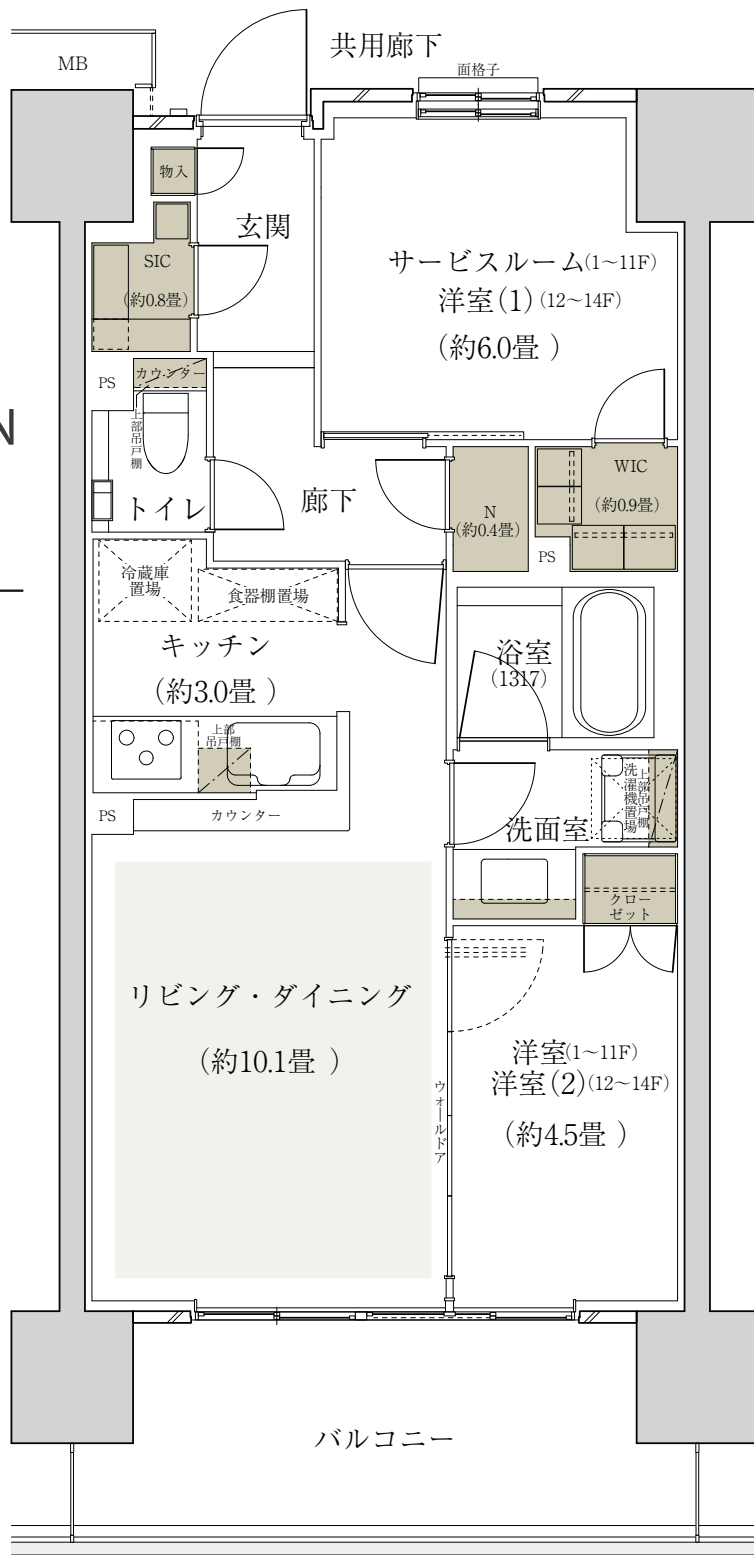 共用廊下
MB
面格子
物入
玄関
サービスルーム(1~11F)
洋室(1)(12~14F)
(約6.0畳 )
SIC
(約0.8畳)
PS
カウンター
上部吊戸棚
N
トイレ
廊下
N
(約0.4畳)
WIC
(約0.9畳)
PS
冷蔵庫
置場
食器棚置場
キッチン
(約3.0畳 )
浴室
(1317)
上部
吊戸棚
PS
カウンター
洗面室
洗濯機置場
上部吊戸棚
クロー
ゼット
リビング・ダイニング
(約10.1畳 )
ウォールドア
洋室(1~11F)
洋室(2)(12~14F)
(約4.5畳 )
バルコニー